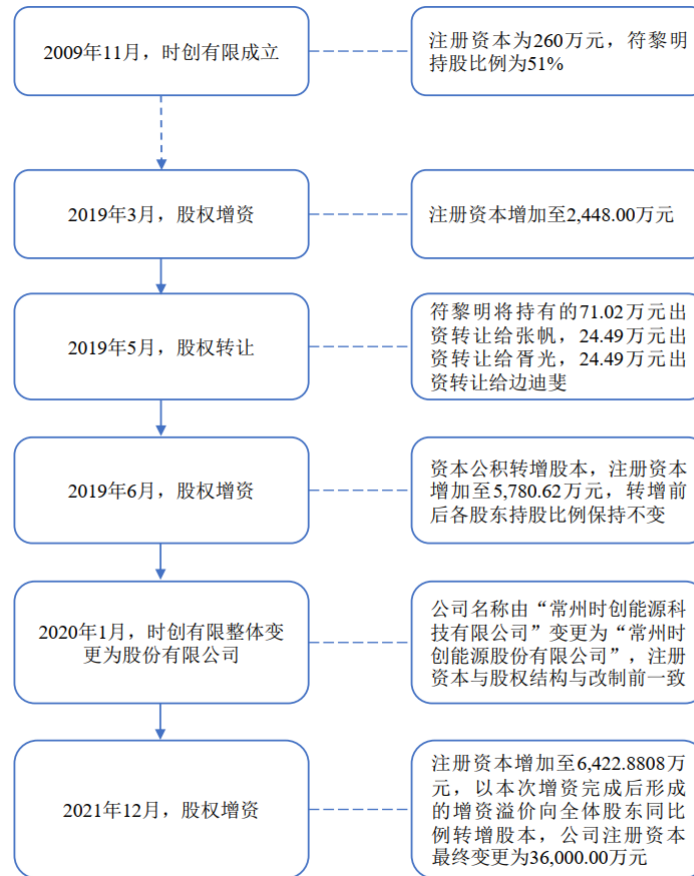 2009年11月，时创有限成立
注册资本为260万元，符黎明
持股比例为51%
2019年3月，股权增资
注册资本增加至2,448.00万元
2019年5月，股权转让
符黎明将持有的71.02万元出
资转让给张帆，24.49万元出
资转让给胥光，24.49万元出
资转让给边迪斐
2019年6月，股权增资
资本公积转增股本，注册资本
增加至5,780.62万元，转增前
后各股东持股比例保持不变
2020年1月，时创有限整体变
更为股份有限公司
公司名称由“常州时创能源科
技有限公司”变更为“常州时
创能源股份有限公司”，注册
资本与股权结构与改制前一致
2021年12月，股权增资
注册资本增加至6,422.8808万
元，以本次增资完成后形成
的增资溢价向全体股东同比
例转增股本，公司注册资本
最终变更为36,000.00万元